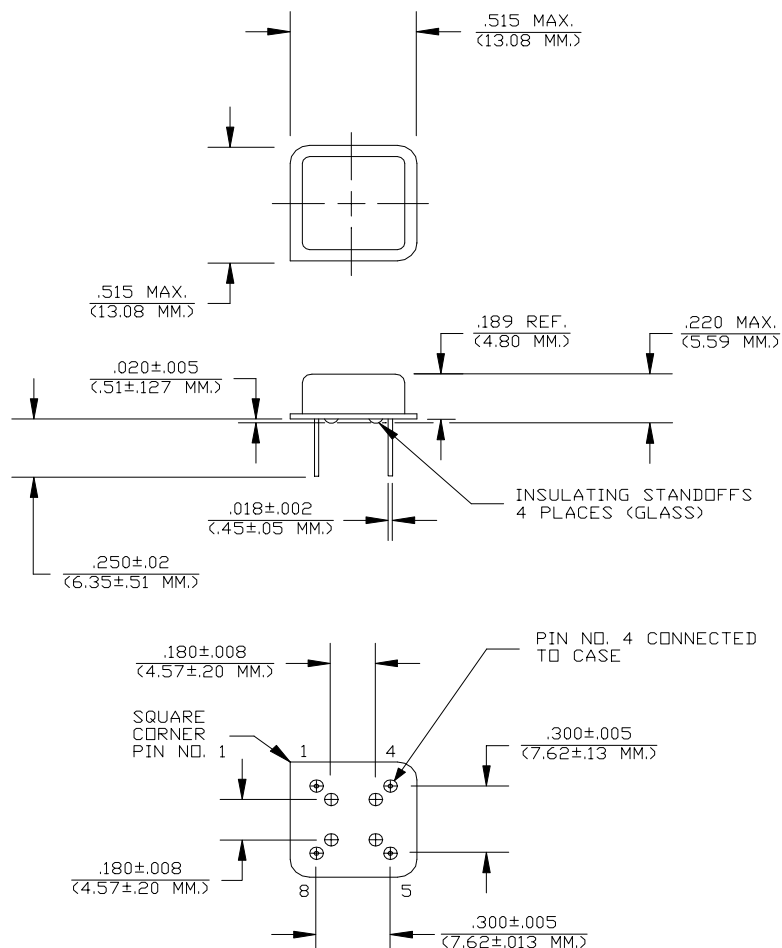 .515 MAX.
(13.08 MM.)
.515 MAX.
(13.08 MM.)
.189 REF.
(4.80 MM.)
.220 MAX.
(5.59 MM.)
.020±.005
(.51±.127 MM.)
INSULATING STANDOFFS
4 PLACES (GLASS)
.018±.002
(.45±.05 MM.)
.250±.02
(6.35±.51 MM.)
PIN NO. 4 CONNECTED
TO CASE
.180±.008
(4.57±.20 MM.)
SQUARE
CORNER
PIN NO. 1
1
4
.300±.005
(7.62±.13 MM.)
.180±.008
(4.57±.20 MM.)
8
5
.300±.005
(7.62±.013 MM.)